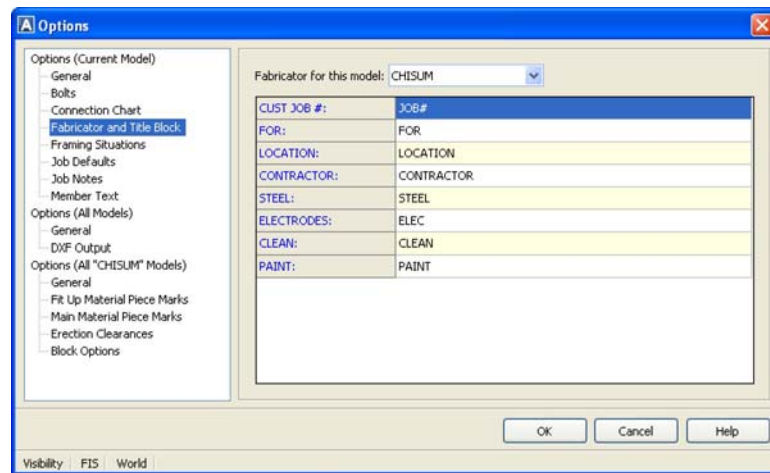 A Options
Options (Current Model)
General
Bolts
Connection Chart
Fabricator and Title Block
Framing Situations
Job Defaults
Job Notes
Member Text
Options (All Models)
General
DXF Output
Options (All "CHISUM" Models)
General
Fit Up Material Piece Marks
Main Material Piece Marks
Erection Clearances
Block Options
Fabricator for this model: CHISUM
CUST JOB #: JOB#
FOR: FOR
LOCATION: LOCATION
CONTRACTOR: CONTRACTOR
STEEL: STEEL
ELECTRODES: ELEC
CLEAN: CLEAN
PAINT: PAINT
OK Cancel Help
Visibility FIS World